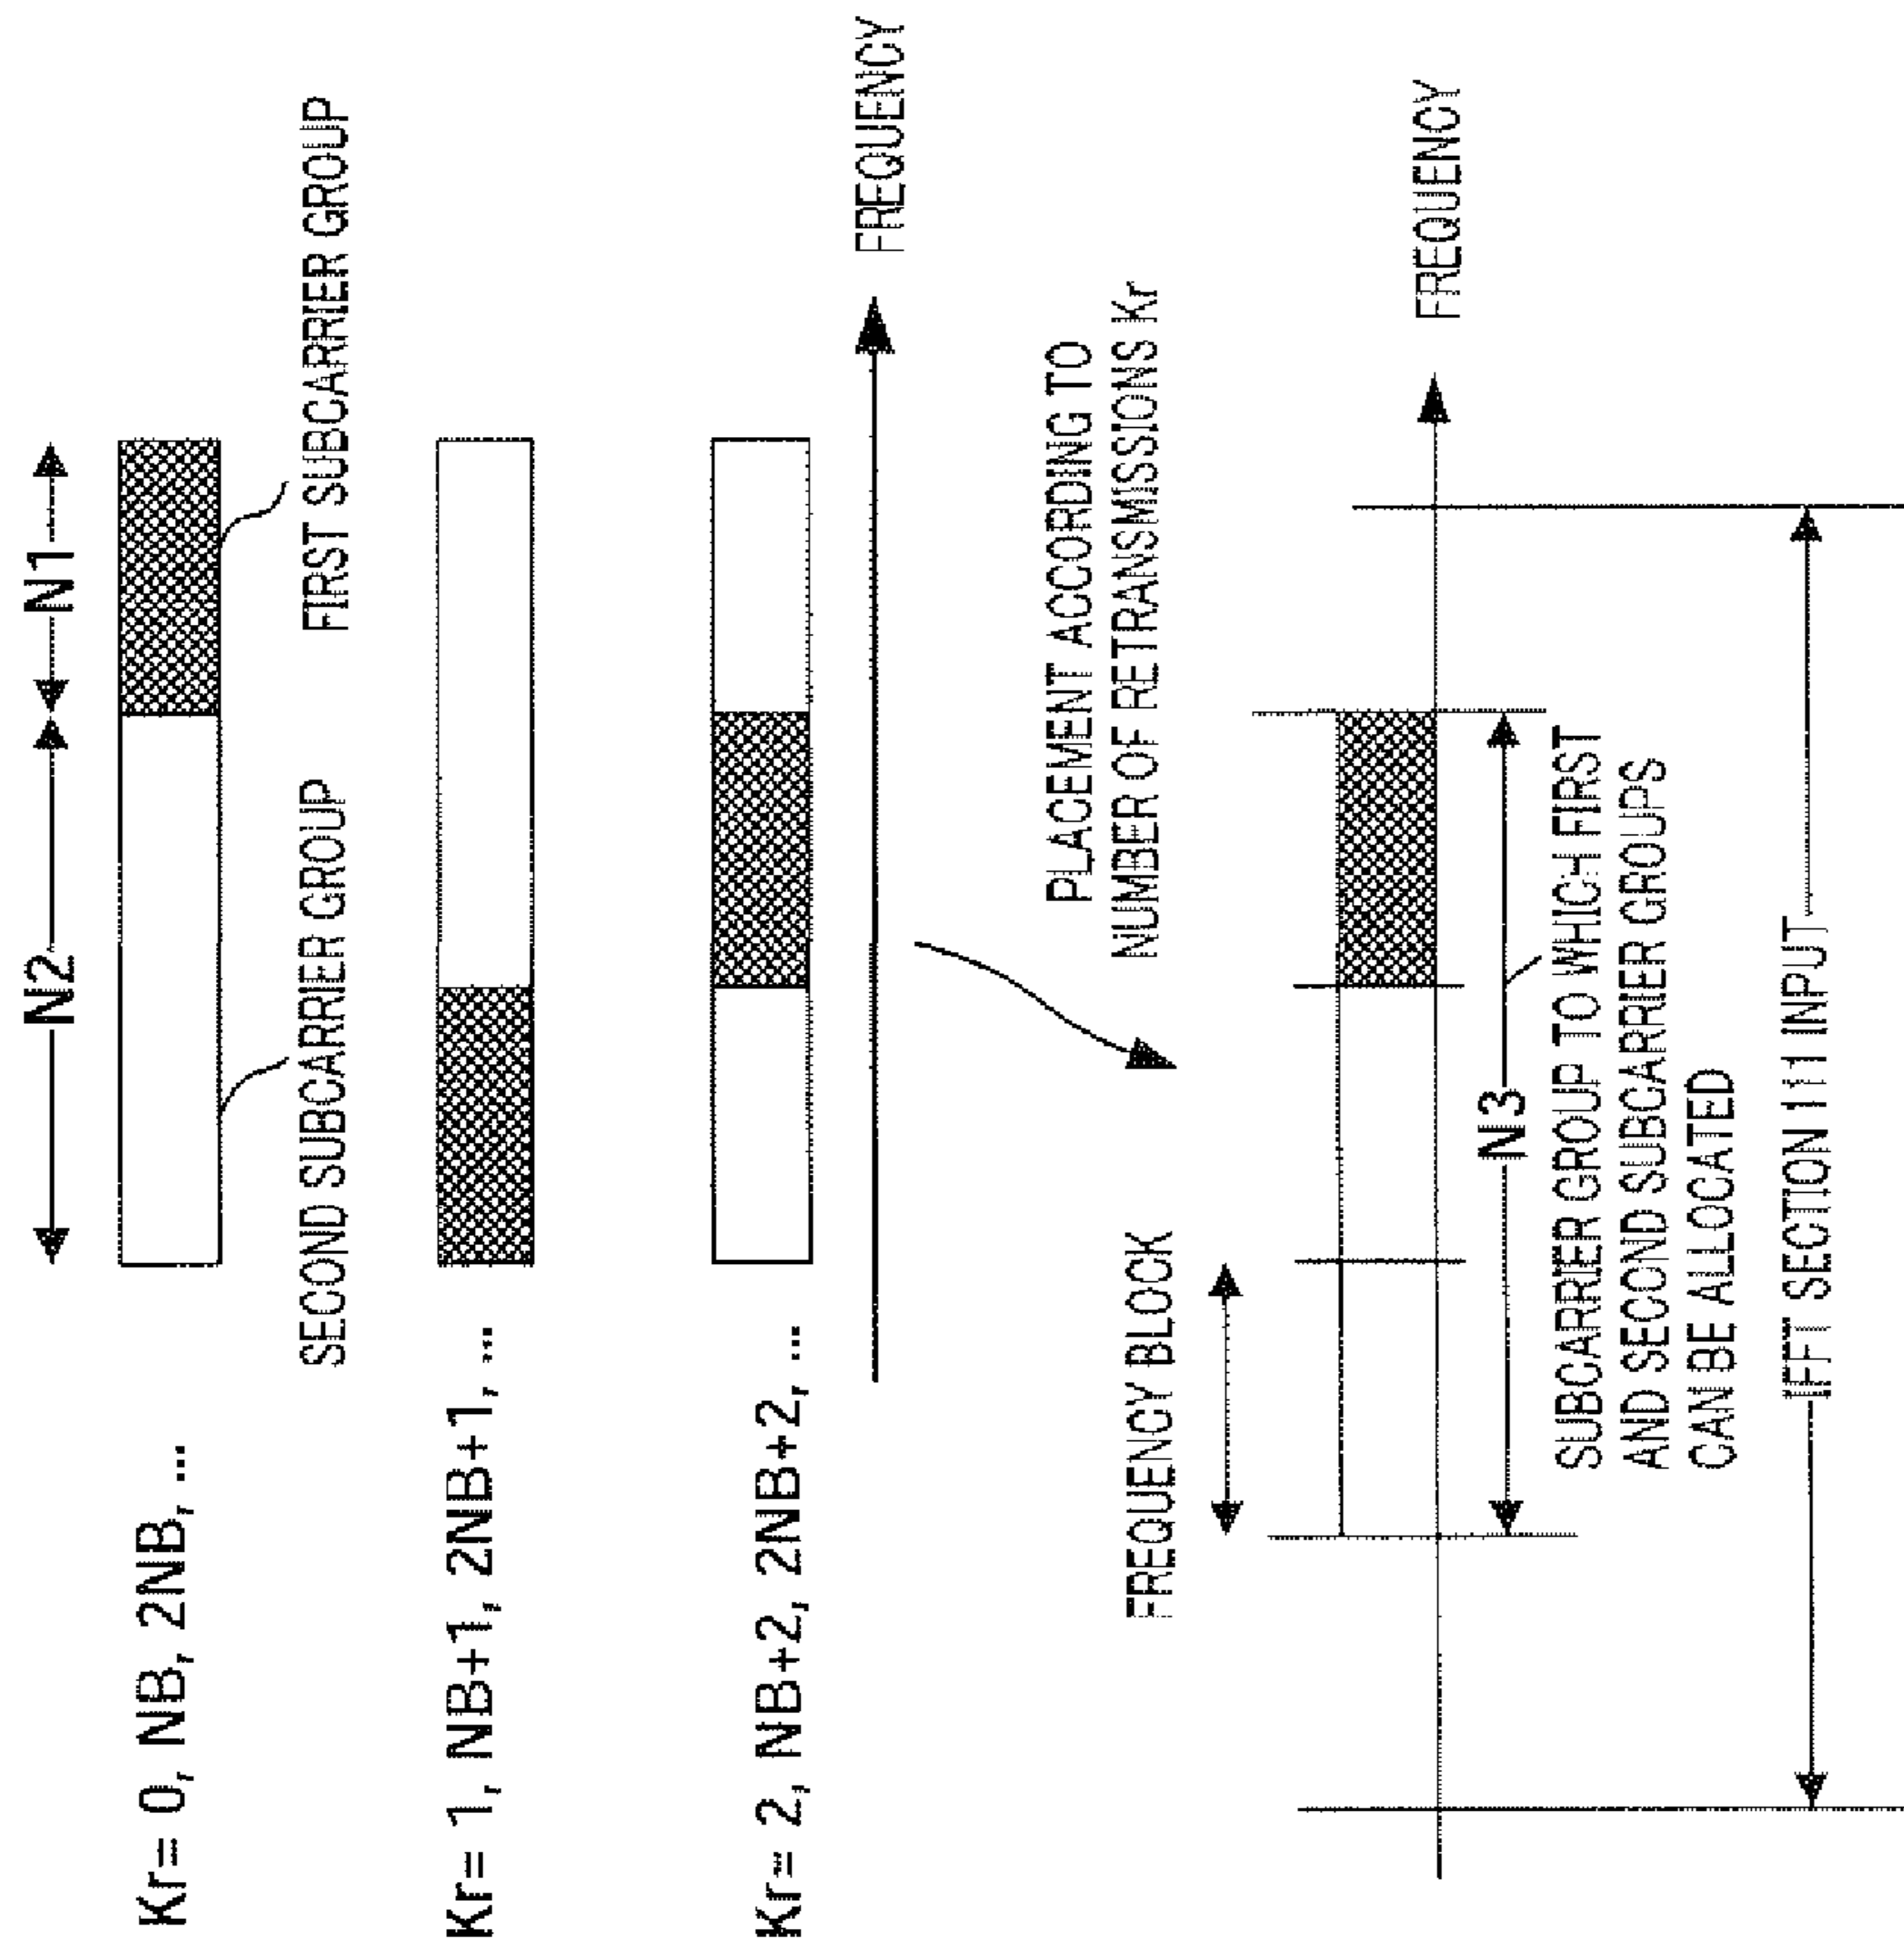 N2
N1
Kr= 0, NB, 2NB, ...
SECOND SUBCARRIER GROUP
FIRST SUBCARRIER GROUP
Kr= 1, NB+1, 2NB+1, ...
Kr= 2, NB+2, 2NB+2, ...
FREQUENCY
PLACEMENT ACCORDING TO
NUMBER OF RETRANSMISSIONS Kr
FREQUENCY BLOCK
FREQUENCY
N3
SUBCARRIER GROUP TO WHICH FIRST
AND SECOND SUBCARRIER GROUPS
CAN BE ALLOCATED
IFFT SECTION 111 INPUT